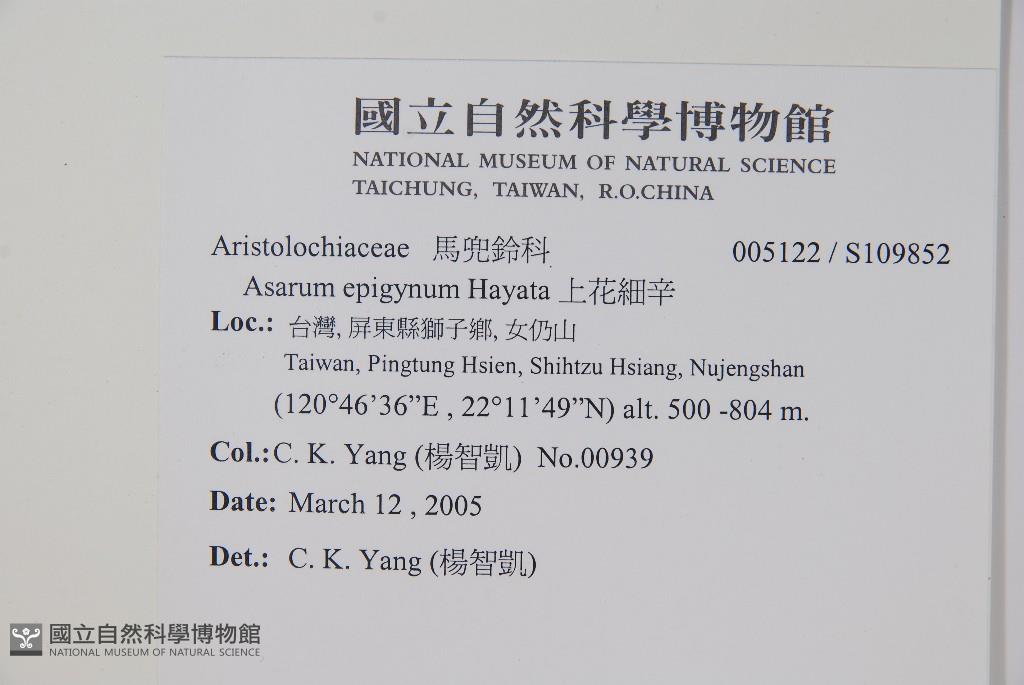 國立自然科學博物館
NATIONAL MUSEUM OF NATURAL SCIENCE
TAICHUNG, TAIWAN, R.O.CHINA
Aristolochiaceae 馬兜鈴科 005122 / S109852
Asarum epigynum Hayata 上花細辛
Loc.: 台灣, 屏東縣獅子鄉, 女仍山
Taiwan, Pingtung Hsien, Shihtzu Hsiang, Nujengshan
(120°46’36”E , 22°11’49”N) alt. 500 -804 m.
Col.: C. K. Yang (楊智凱) No.00939
Date: March 12 , 2005
Det.: C. K. Yang (楊智凱)
國立自然科學博物館
NATIONAL MUSEUM OF NATURAL SCIENCE